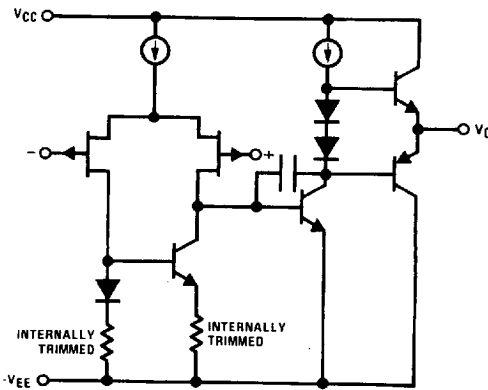 VCC
VO
-
+
INTERNALLY
TRIMMED
INTERNALLY
TRIMMED
-VEE